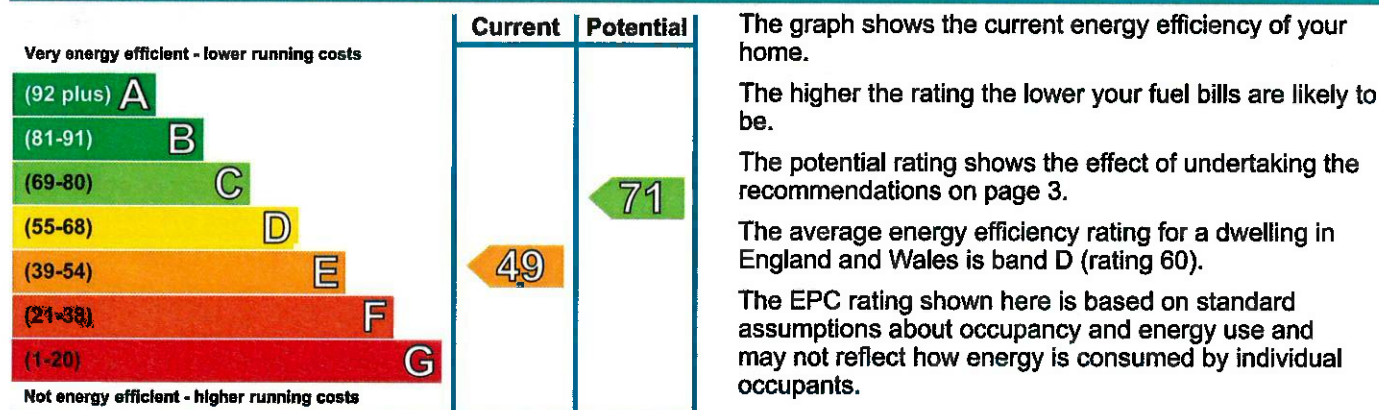 Current Potential
Very energy efficient - lower running costs
(92 plus) A
(81-91) B
(69-80) C
(55-68) D
(39-54) E
(21-38) F
(1-20) G
49
71
Not energy efficient - higher running costs
The graph shows the current energy efficiency of your
home.
The higher the rating the lower your fuel bills are likely to
be.
The potential rating shows the effect of undertaking the
recommendations on page 3.
The average energy efficiency rating for a dwelling in
England and Wales is band D (rating 60).
The EPC rating shown here is based on standard
assumptions about occupancy and energy use and
may not reflect how energy is consumed by individual
occupants.